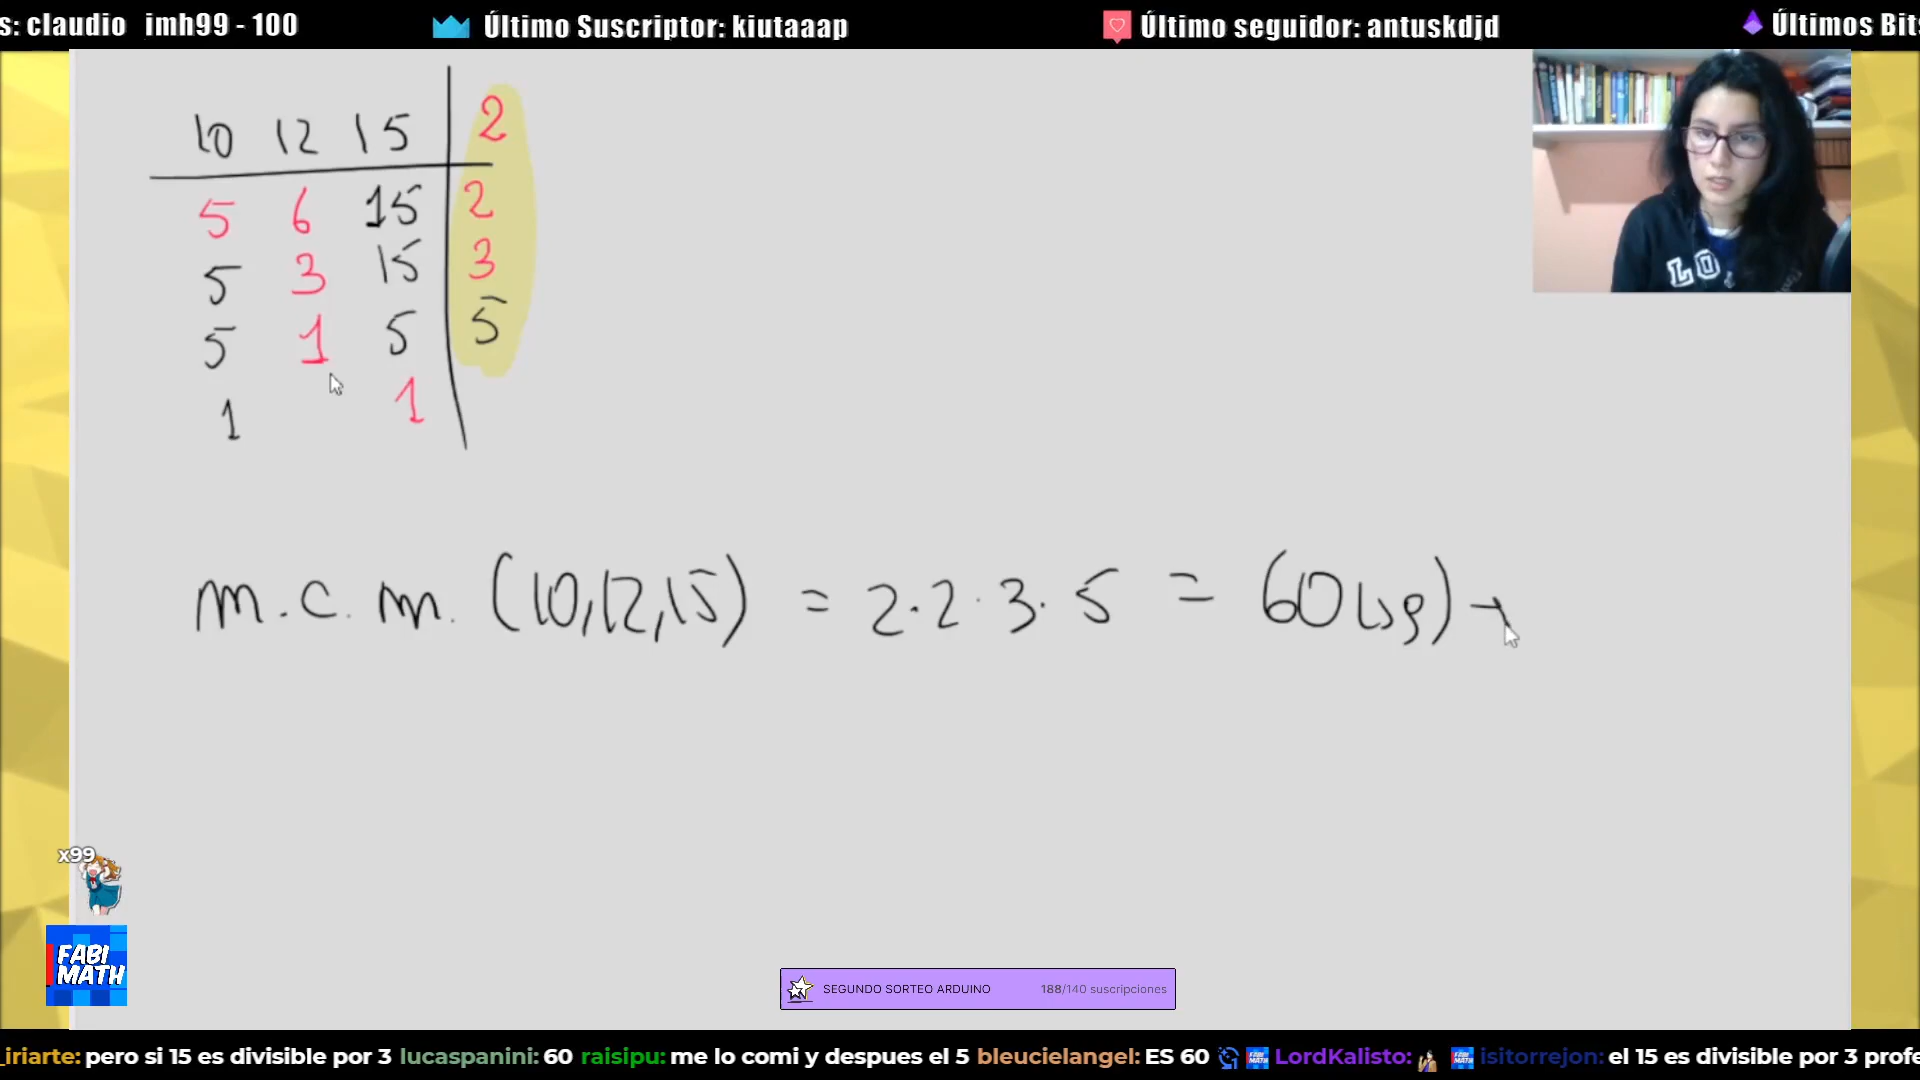 s: claudio imh99 - 100
Último Suscriptor: kiutaaap
Último seguidor: antuskdjd
Últimos Bits
10 12 15 2
5 6 15 2
5 3 15 3
5 1 5 5
1 1
m.c.m. (10,12,15) = 2·2·3·5 = 60 (sg)
LO
x99
FABI
MATH
SEGUNDO SORTEO ARDUINO 188/140 suscripciones
_iriarte: pero si 15 es divisible por 3 lucaspanini: 60 raisipu: me lo comi y despues el 5 bleucielangel: ES 60 LordKalisto: isitorrejon: el 15 es divisible por 3 profe